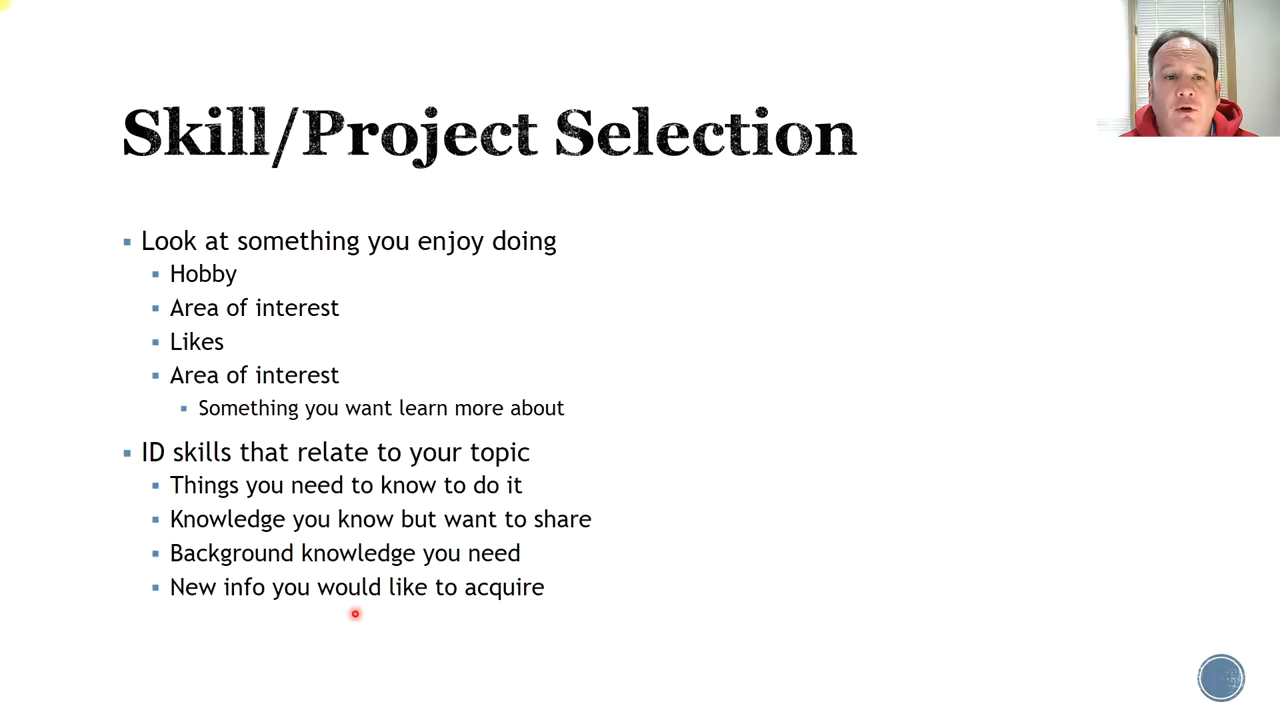 Skill/Project Selection
Look at something you enjoy doing
Hobby
Area of interest
Likes
Area of interest
Something you want learn more about
ID skills that relate to your topic
Things you need to know to do it
Knowledge you know but want to share
Background knowledge you need
New info you would like to acquire